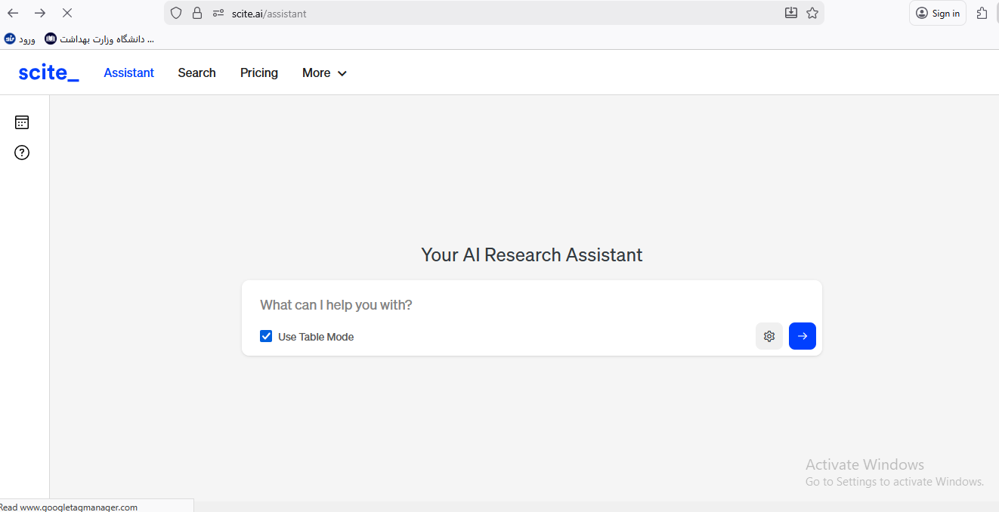 scite.ai/assistant
Sign in
ورود
دانشگاه وزارت بهداشت ...
scite_
Assistant
Search
Pricing
More
Your AI Research Assistant
What can I help you with?
Use Table Mode
Activate Windows
Go to Settings to activate Windows.
Read www.googletagmanager.com